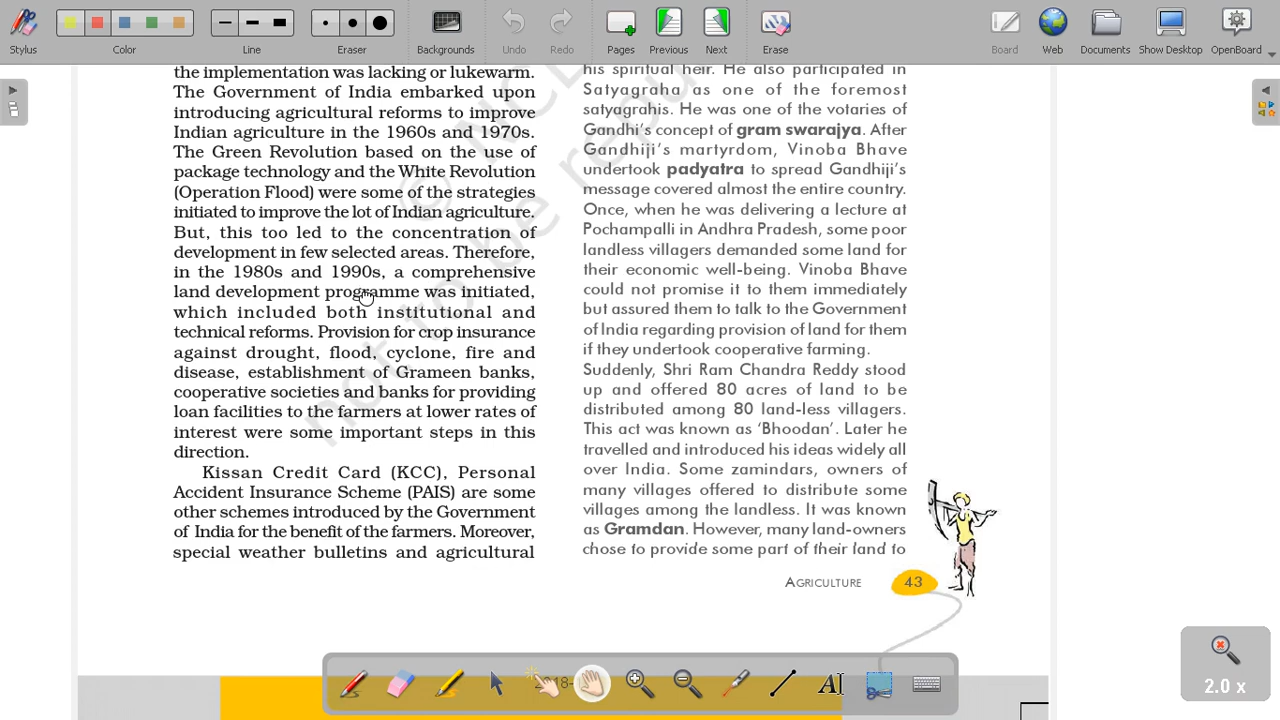 Stylus
Color
Line
Eraser
Backgrounds
Undo
Redo
Pages
Previous
Next
Erase
Board
Web
Documents
Show Desktop
OpenBoard
the implementation was lacking or lukewarm.
The Government of India embarked upon
introducing agricultural reforms to improve
Indian agriculture in the 1960s and 1970s.
The Green Revolution based on the use of
package technology and the White Revolution
(Operation Flood) were some of the strategies
initiated to improve the lot of Indian agriculture.
But, this too led to the concentration of
development in few selected areas. Therefore,
in the 1980s and 1990s, a comprehensive
land development programme was initiated,
which included both institutional and
technical reforms. Provision for crop insurance
against drought, flood, cyclone, fire and
disease, establishment of Grameen banks,
cooperative societies and banks for providing
loan facilities to the farmers at lower rates of
interest were some important steps in this
direction.
Kissan Credit Card (KCC), Personal
Accident Insurance Scheme (PAIS) are some
other schemes introduced by the Government
of India for the benefit of the farmers. Moreover,
special weather bulletins and agricultural
his spiritual heir. He also participated in
Satyagraha as one of the foremost
satyagrahis. He was one of the votaries of
Gandhi's concept of gram swarajya. After
Gandhiji's martyrdom, Vinoba Bhave
undertook padyatra to spread Gandhiji's
message covered almost the entire country.
Once, when he was delivering a lecture at
Pochampalli in Andhra Pradesh, some poor
landless villagers demanded some land for
their economic well-being. Vinoba Bhave
could not promise it to them immediately
but assured them to talk to the Government
of India regarding provision of land for them
if they undertook cooperative farming.
Suddenly, Shri Ram Chandra Reddy stood
up and offered 80 acres of land to be
distributed among 80 land-less villagers.
This act was known as 'Bhoodan'. Later he
travelled and introduced his ideas widely all
over India. Some zamindars, owners of
many villages offered to distribute some
villages among the landless. It was known
as Gramdan. However, many land-owners
chose to provide some part of their land to
AGRICULTURE 43
not to be repu
2.0 x